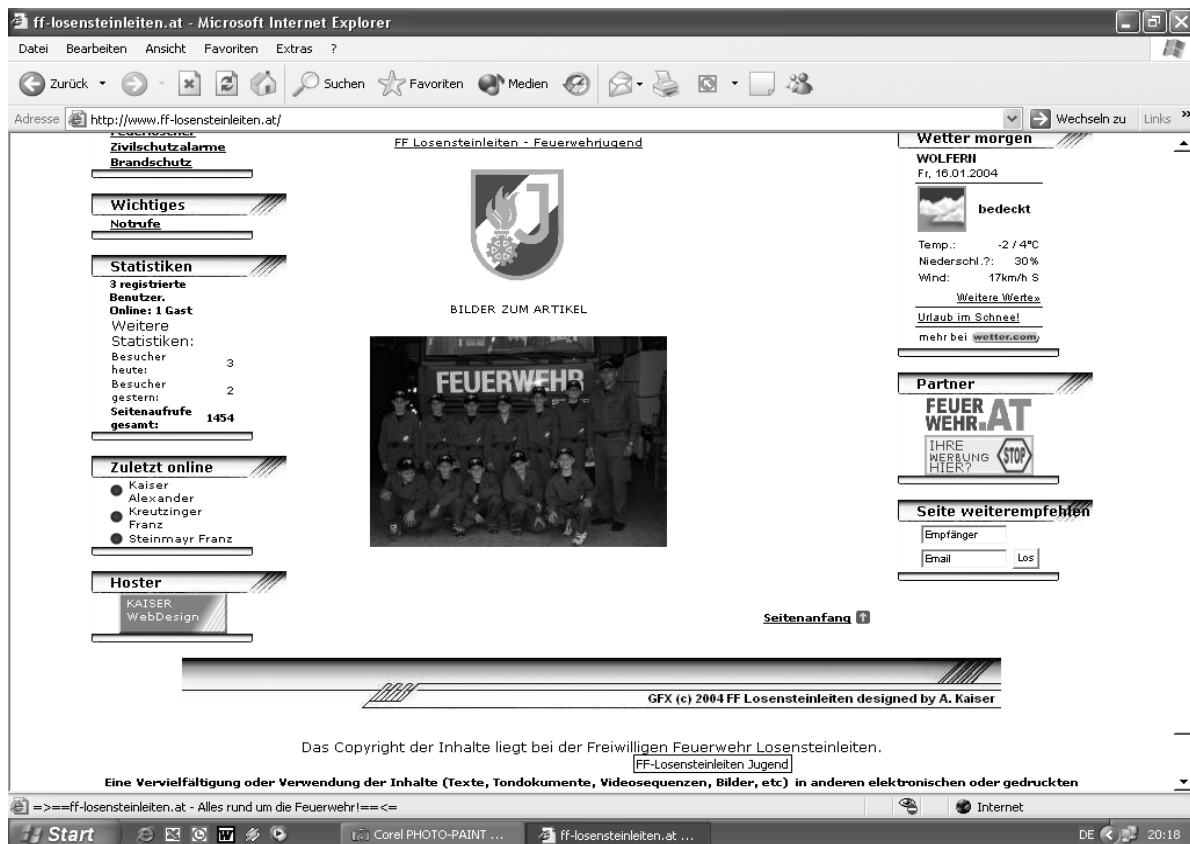 ff-losensteinleiten.at - Microsoft Internet Explorer
Datei Bearbeiten Ansicht Favoriten Extras ?
Zurück Suchen Favoriten Medien
Adresse http://www.ff-losensteinleiten.at/ Wechseln zu Links »
Feuerlöscher
Zivilschutzalarme
Brandschutz
Wichtiges
Notrufe
Statistiken
3 registrierte
Benutzer.
Online: 1 Gast
Weitere
Statistiken:
Besucher
heute: 3
Besucher
gestern: 2
Seitenaufrufe
gesamt: 1454
Zuletzt online
Kaiser
Alexander
Kreutzinger
Franz
Steinmayr Franz
Hoster
KAISER
WebDesign
FF Losensteinleiten - Feuerwehrjugend
J
BILDER ZUM ARTIKEL
FEUERWEHR
Seitenanfang
Wetter morgen
WOLFERN
Fr, 16.01.2004
bedeckt
Temp.: -2 / 4°C
Niederschl.?: 30%
Wind: 17km/h S
Weitere Werte»
Urlaub im Schnee!
mehr bei wetter.com
Partner
FEUER
WEHR.AT
IHRE
WERBUNG
HIER?
STOP
Seite weiterempfehlen
Empfänger
Email Los
GFX (c) 2004 FF Losensteinleiten designed by A. Kaiser
Das Copyright der Inhalte liegt bei der Freiwilligen Feuerwehr Losensteinleiten.
FF-Losensteinleiten Jugend
Eine Vervielfältigung oder Verwendung der Inhalte (Texte, Tondokumente, Videosequenzen, Bilder, etc) in anderen elektronischen oder gedruckten
=>==ff-losensteinleiten.at - Alles rund um die Feuerwehr!==<= Internet
Start Corel PHOTO-PAINT ... ff-losensteinleiten.at ... DE 20:18